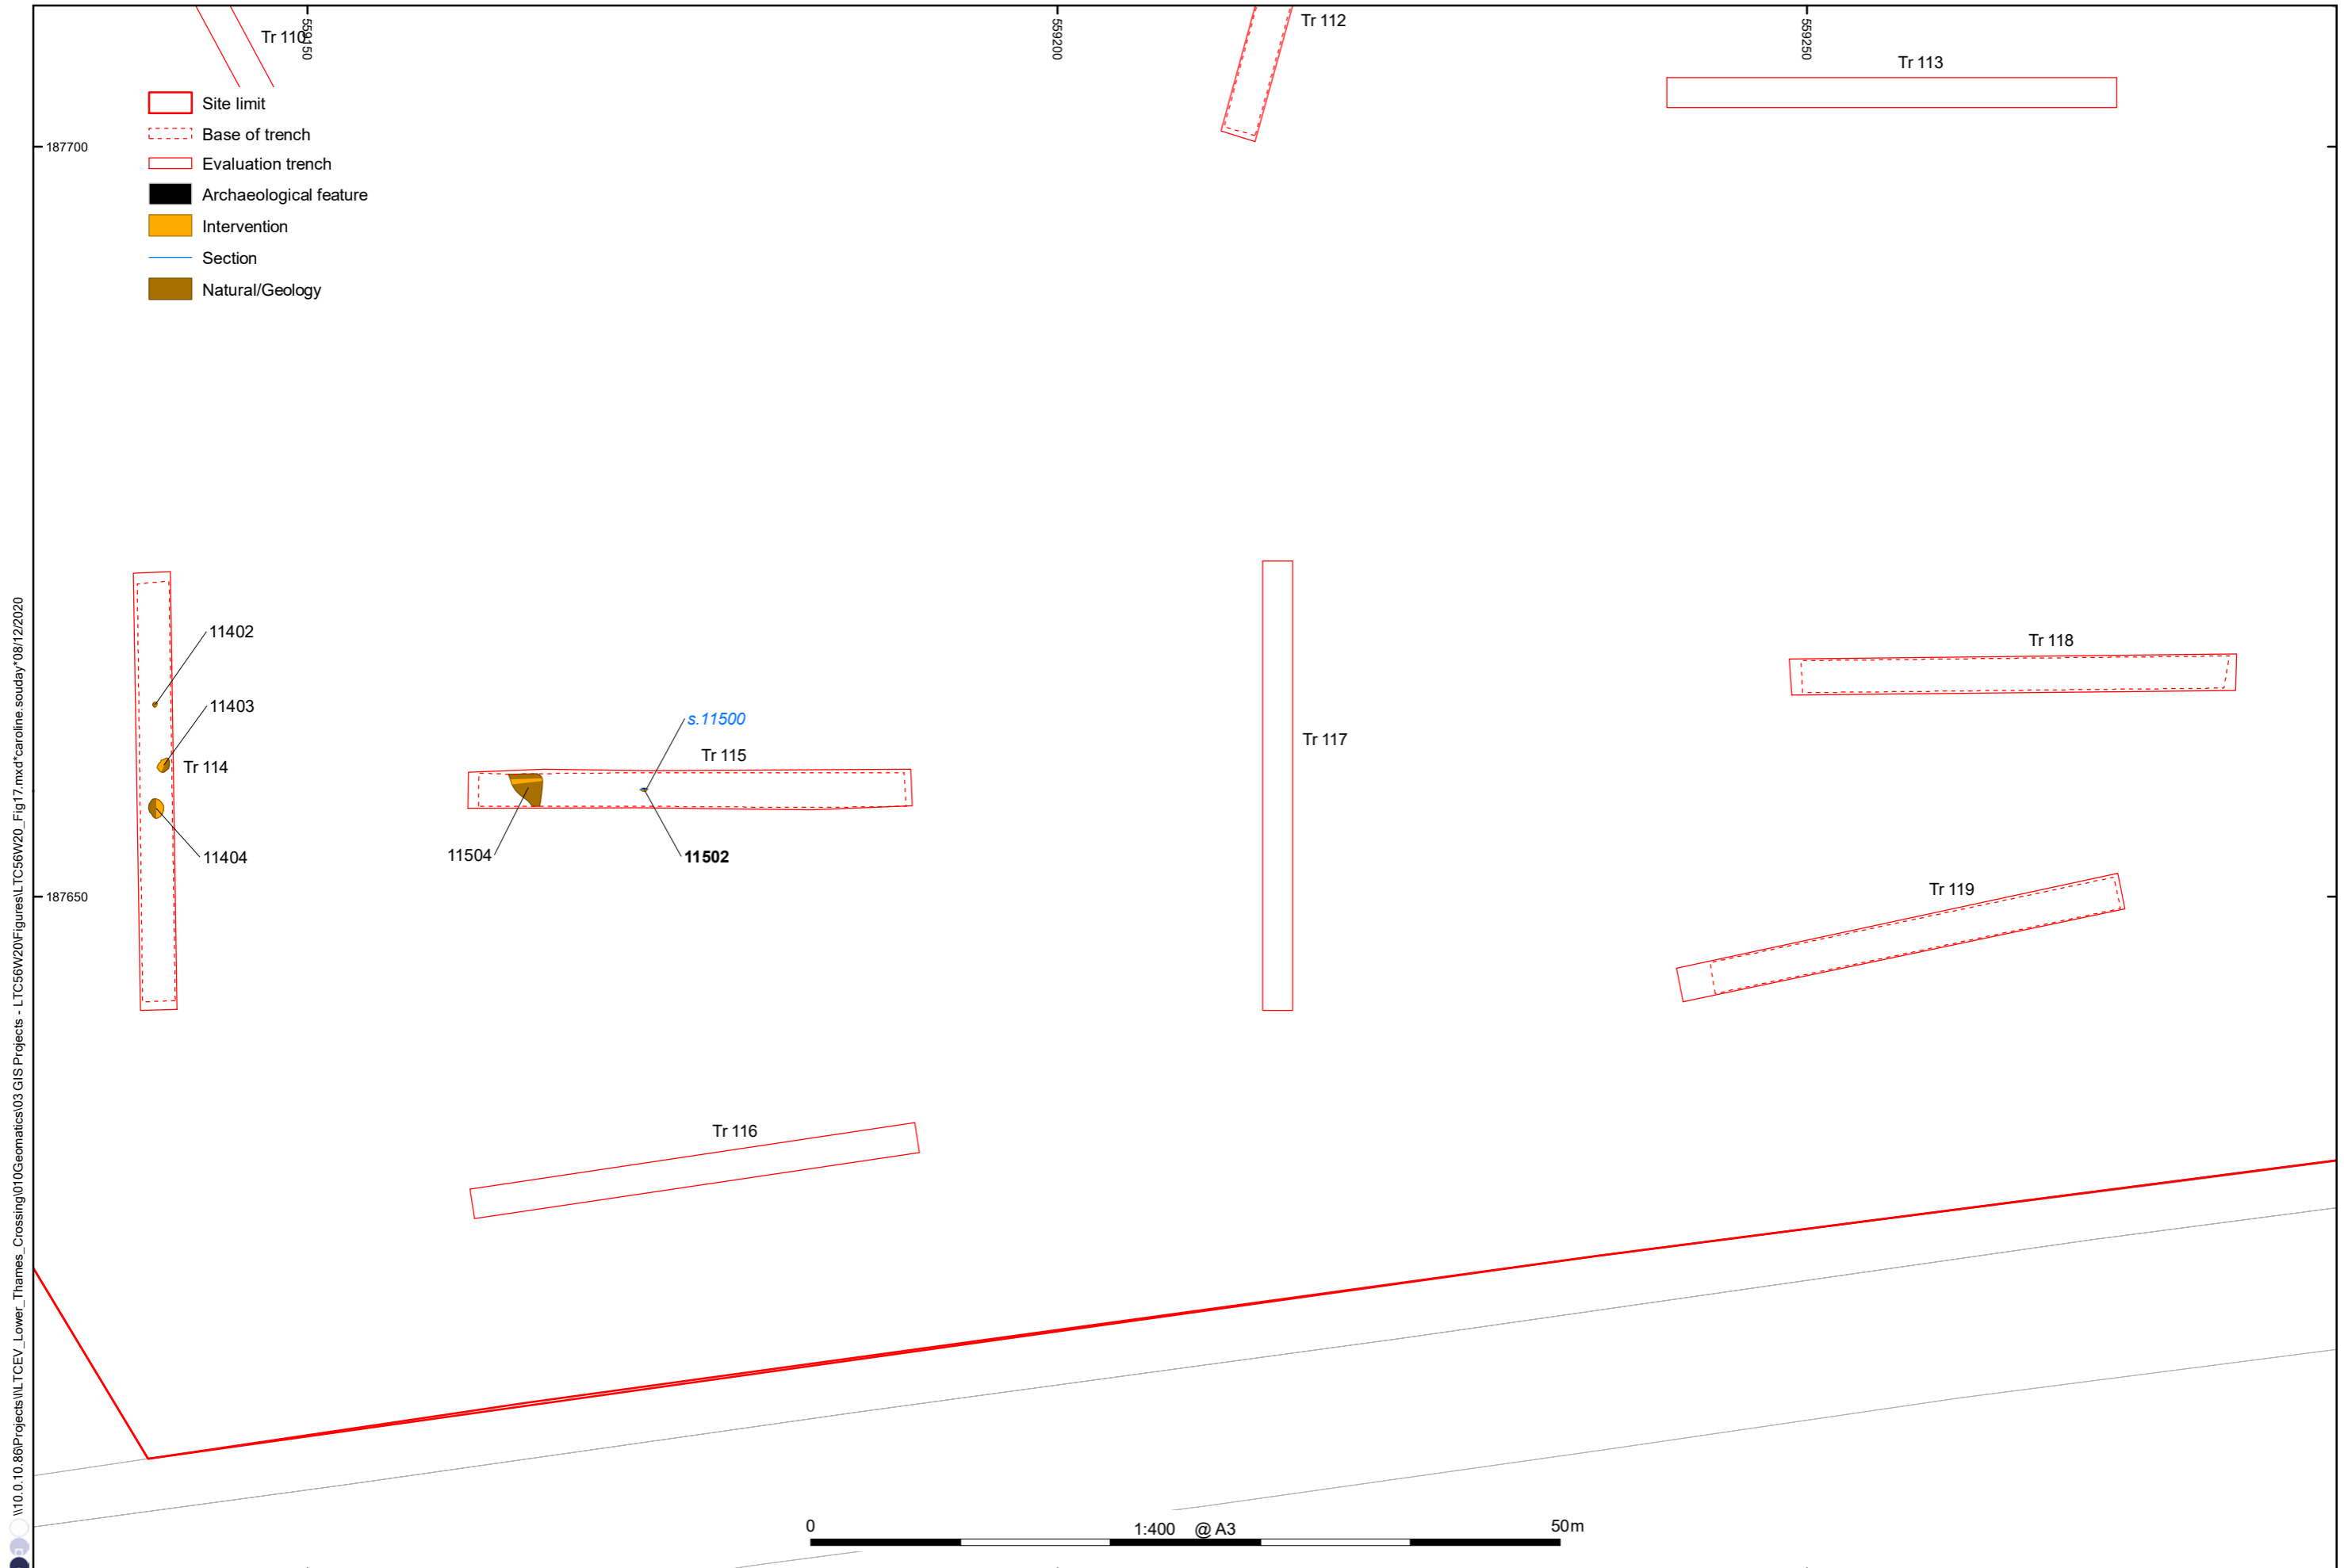 559150
559200
559250
Tr 110
Tr 112
Tr 113
Site limit
Base of trench
Evaluation trench
Archaeological feature
Intervention
Section
Natural/Geology
187700
11402
11403
Tr 114
11404
s.11500
Tr 115
11504
11502
Tr 117
Tr 118
187650
Tr 119
Tr 116
0
1:400 @ A3
50m
\\10.0.10.86\Projects\\\LTCEV_Lower_Thames_Crossing\010Geomatics\03 GIS Projects - LTC56W20\Figures\LTC56W20_Fig17.mxd*caroline.souday*08/12/2020